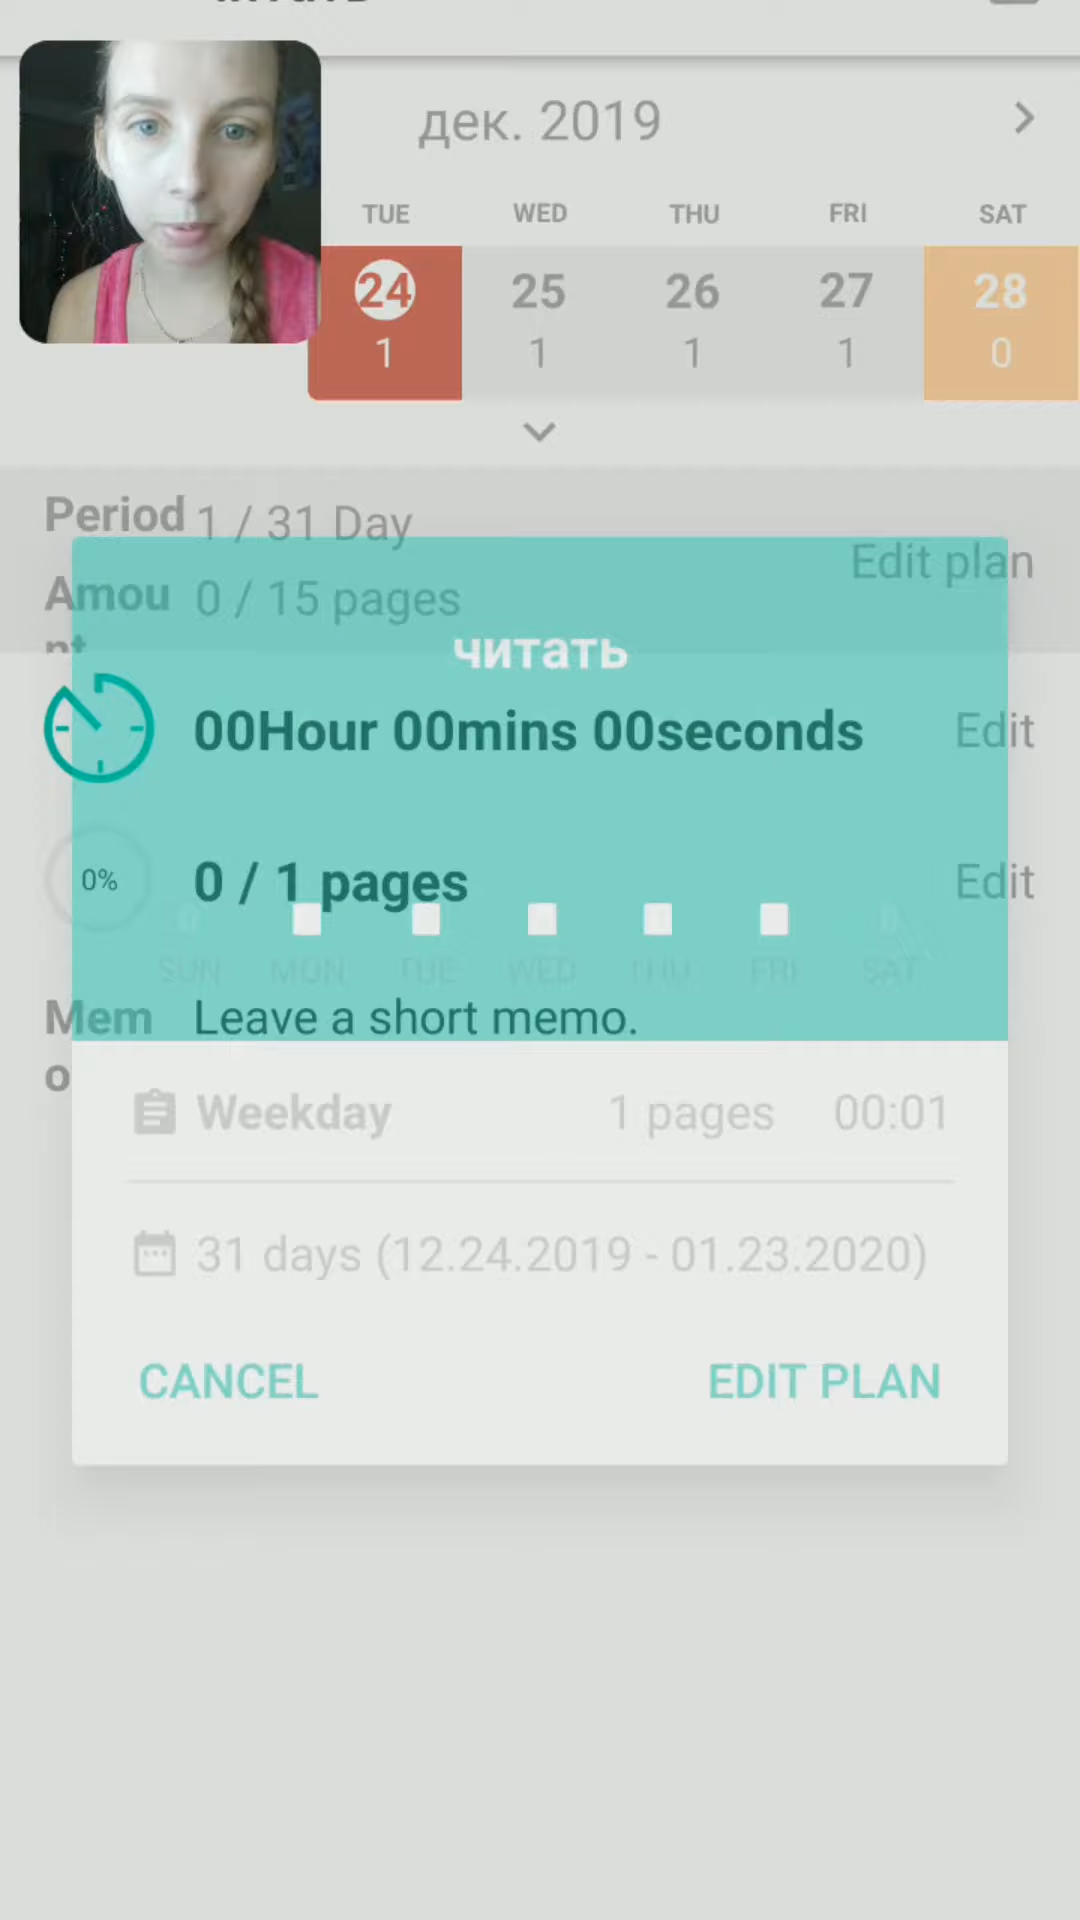 дек. 2019
TUE WED THU FRI SAT
24 25 26 27 28
1 1 1 1 0
Period 1 / 31 Day
Edit plan
Amou 0 / 15 pages
nt
читать
00Hour 00mins 00seconds Edit
0% 0 / 1 pages Edit
0 0
SUN MON TUE WED THU FRI SAT
Mem Leave a short memo.
o
Weekday 1 pages 00:01
31 days (12.24.2019 - 01.23.2020)
CANCEL EDIT PLAN